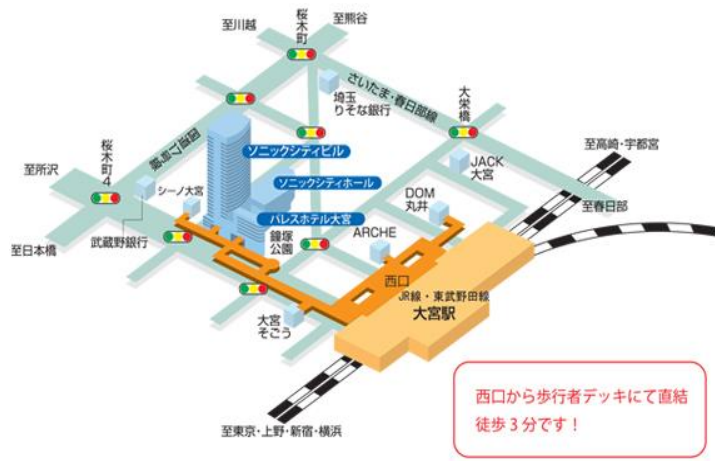 至川越
桜木町
至熊谷
さいたま・春日部線
大栄橋
埼玉
りそな銀行
国道17号線
ソニックシティビル
至高崎・宇都宮
至所沢
桜木町4
JACK
大宮
ソニックシティホール
シーノ大宮
DOM
丸井
至春日部
パレスホテル大宮
武蔵野銀行
鐘塚
公園
ARCHE
至日本橋
西口
JR線・東武野田線
大宮駅
大宮
そごう
西口から歩行者デッキにて直結
徒歩3分です！
至東京・上野・新宿・横浜